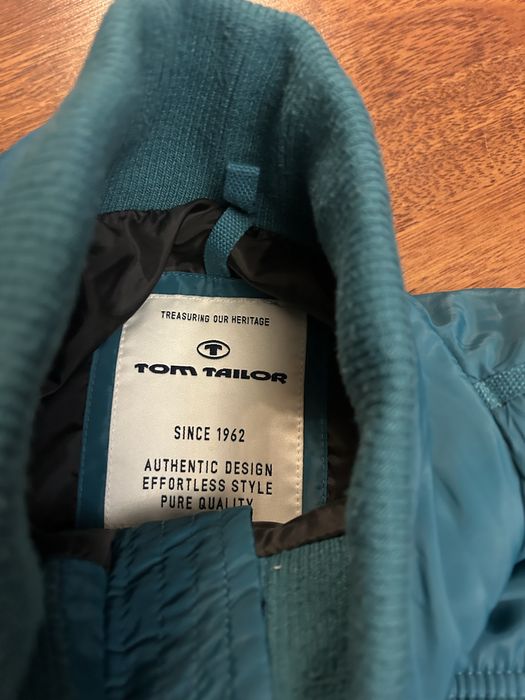 TREASURING OUR HERITAGE
T
TOM TAILOR
SINCE 1962
AUTHENTIC DESIGN
EFFORTLESS STYLE
PURE QUALITY